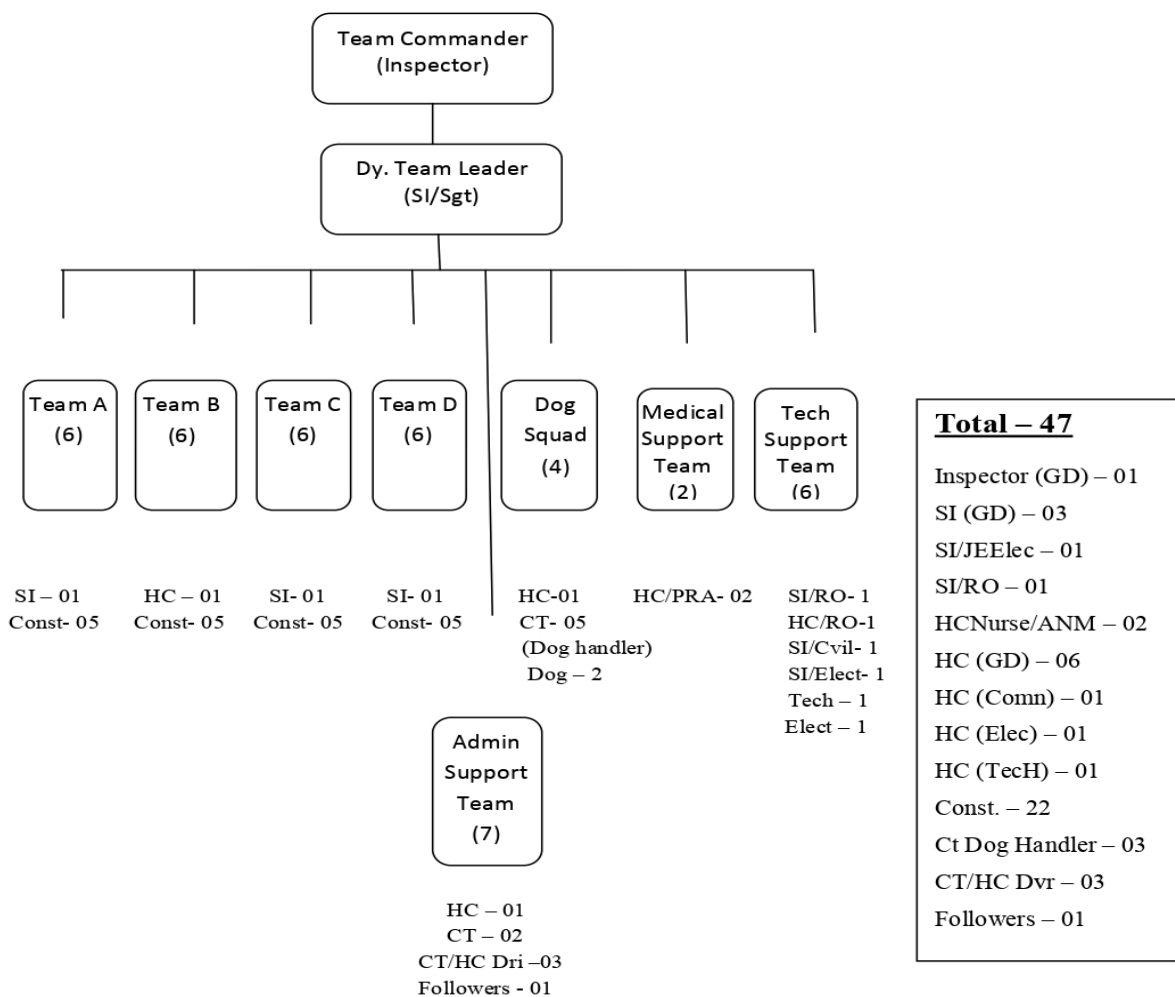 Team Commander
(Inspector)
Dy. Team Leader
(SI/Sgt)
Team A
(6)
Team B
(6)
Team C
(6)
Team D
(6)
Dog
Squad
(4)
Medical
Support
Team
(2)
Tech
Support
Team
(6)
SI – 01
Const- 05
HC – 01
Const- 05
SI- 01
Const- 05
SI- 01
Const- 05
HC-01
CT- 05
(Dog handler)
Dog – 2
HC/PRA- 02
SI/RO- 1
HC/RO-1
SI/Cvil- 1
SI/Elect- 1
Tech – 1
Elect – 1
Admin
Support
Team
(7)
HC – 01
CT – 02
CT/HC Dri –03
Followers - 01
Total – 47
Inspector (GD) – 01
SI (GD) – 03
SI/JEElec – 01
SI/RO – 01
HCNurse/ANM – 02
HC (GD) – 06
HC (Comn) – 01
HC (Elec) – 01
HC (TecH) – 01
Const. – 22
Ct Dog Handler – 03
CT/HC Dvr – 03
Followers – 01